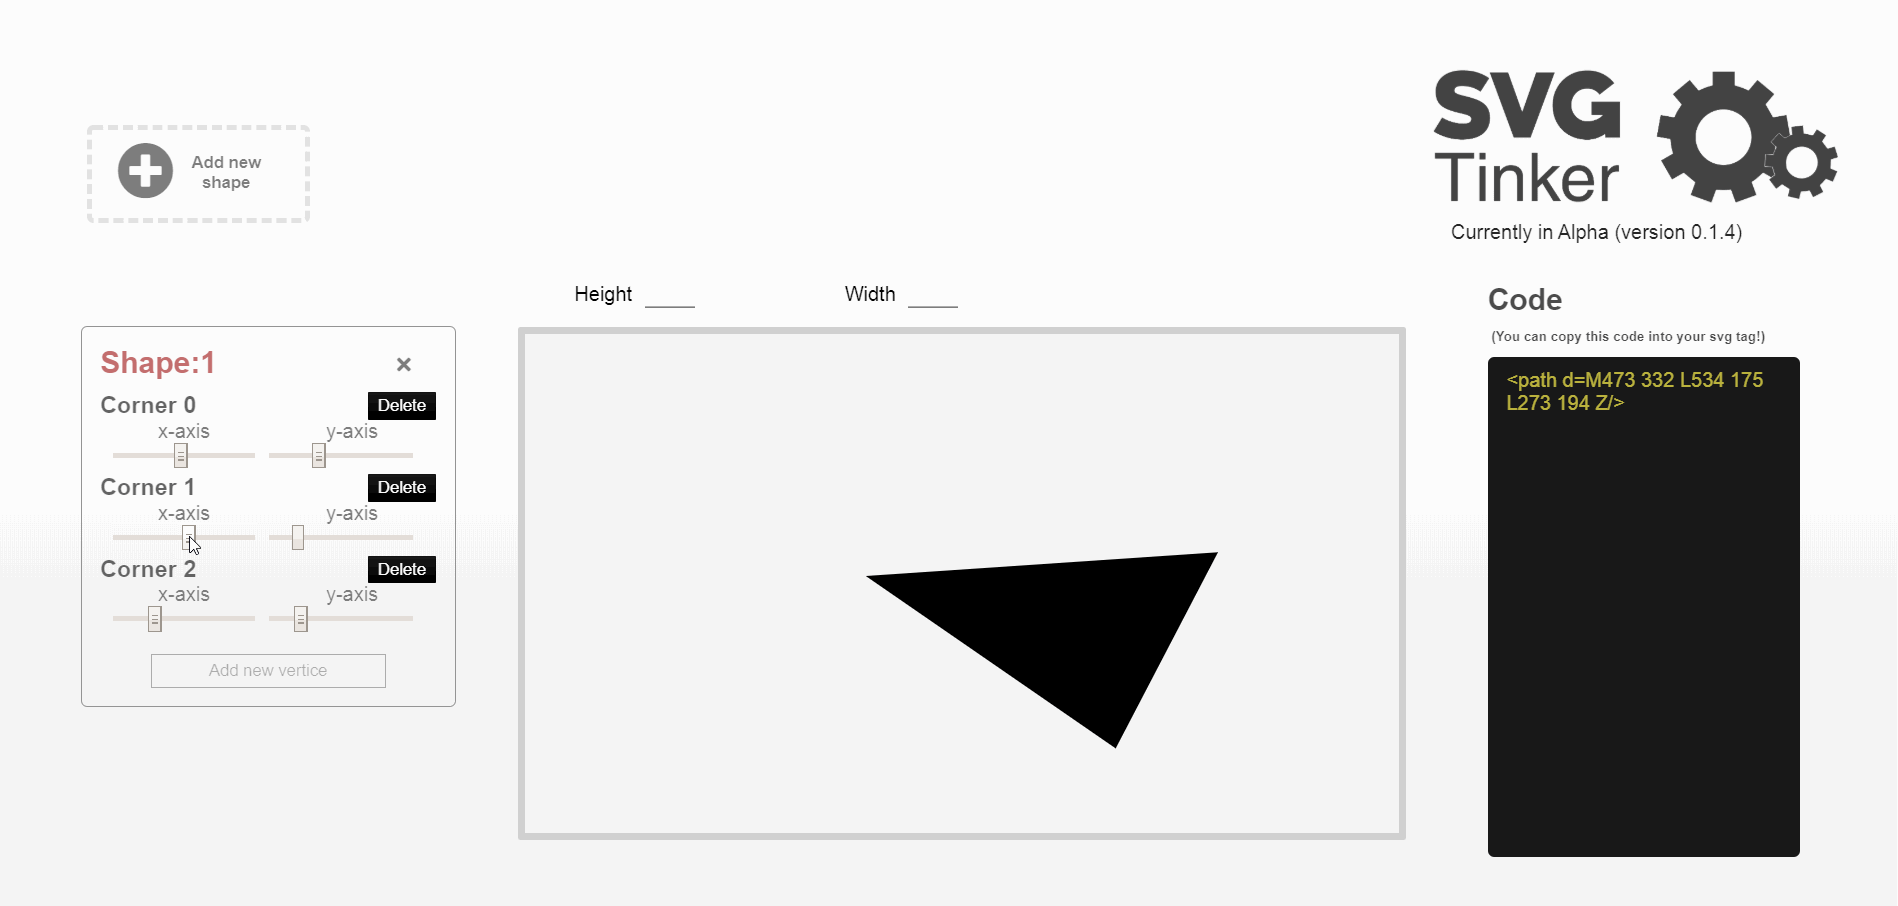 SVG
Tinker
Currently in Alpha (version 0.1.4)
Add new
shape
Height
Width
Shape:1
Corner 0
Delete
x-axis
y-axis
Corner 1
Delete
x-axis
y-axis
Corner 2
Delete
x-axis
y-axis
Add new vertice
Code
(You can copy this code into your svg tag!)
<path d=M473 332 L534 175
L273 194 Z/>